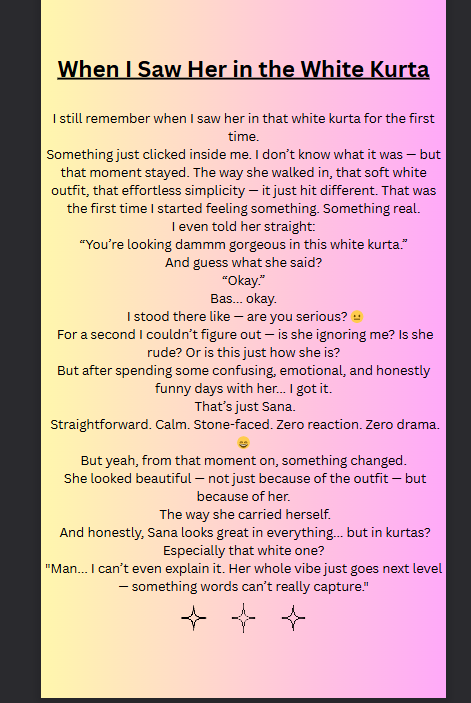 When I Saw Her in the White Kurta
I still remember when I saw her in that white kurta for the first
time.
Something just clicked inside me. I don’t know what it was — but
that moment stayed. The way she walked in, that soft white
outfit, that effortless simplicity — it just hit different. That was
the first time I started feeling something. Something real.
I even told her straight:
“You’re looking dammm gorgeous in this white kurta.”
And guess what she said?
“Okay.”
Bas... okay.
I stood there like — are you serious? 😐
For a second I couldn’t figure out — is she ignoring me? Is she
rude? Or is this just how she is?
But after spending some confusing, emotional, and honestly
funny days with her... I got it.
That’s just Sana.
Straightforward. Calm. Stone-faced. Zero reaction. Zero drama.
😄
But yeah, from that moment on, something changed.
She looked beautiful — not just because of the outfit — but
because of her.
The way she carried herself.
And honestly, Sana looks great in everything... but in kurtas?
Especially that white one?
"Man... I can’t even explain it. Her whole vibe just goes next level
— something words can’t really capture."